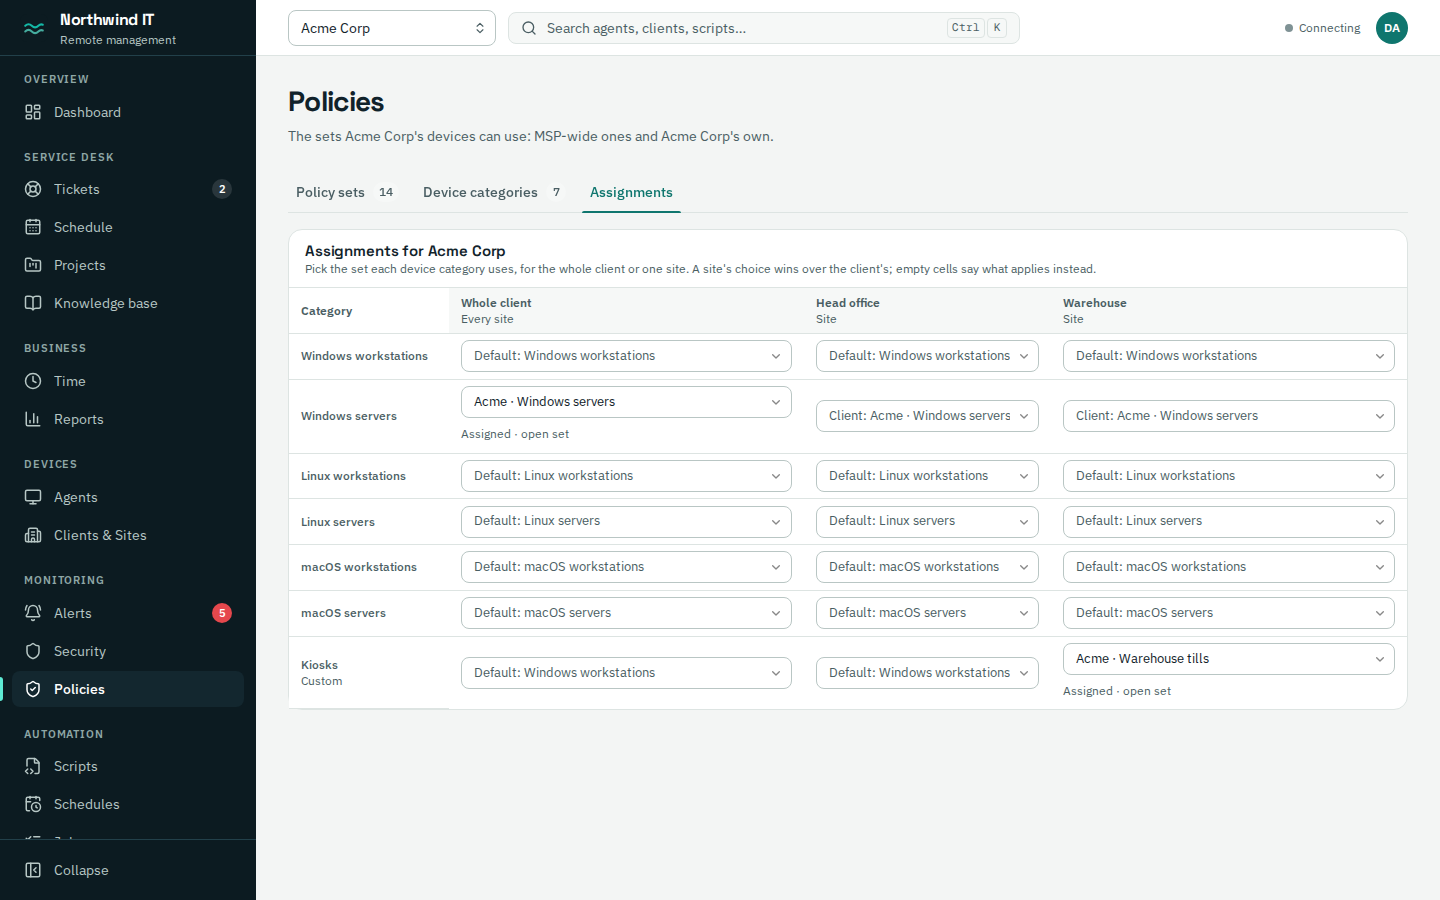 Northwind IT
Remote management
OVERVIEW
Dashboard
SERVICE DESK
Tickets 2
Schedule
Projects
Knowledge base
BUSINESS
Time
Reports
DEVICES
Agents
Clients & Sites
MONITORING
Alerts 5
Security
Policies
AUTOMATION
Scripts
Schedules
Collapse
Acme Corp
Search agents, clients, scripts...
Ctrl K
Connecting
DA
Policies
The sets Acme Corp's devices can use: MSP-wide ones and Acme Corp's own.
Policy sets 14 Device categories 7 Assignments
Assignments for Acme Corp
Pick the set each device category uses, for the whole client or one site. A site's choice wins over the client's; empty cells say what applies instead.
Category
Whole client
Every site
Head office
Site
Warehouse
Site
Windows workstations
Default: Windows workstations
Default: Windows workstations
Default: Windows workstations
Windows servers
Acme · Windows servers
Assigned · open set
Client: Acme · Windows servers
Client: Acme · Windows servers
Linux workstations
Default: Linux workstations
Default: Linux workstations
Default: Linux workstations
Linux servers
Default: Linux servers
Default: Linux servers
Default: Linux servers
macOS workstations
Default: macOS workstations
Default: macOS workstations
Default: macOS workstations
macOS servers
Default: macOS servers
Default: macOS servers
Default: macOS servers
Kiosks
Custom
Default: Windows workstations
Default: Windows workstations
Acme · Warehouse tills
Assigned · open set